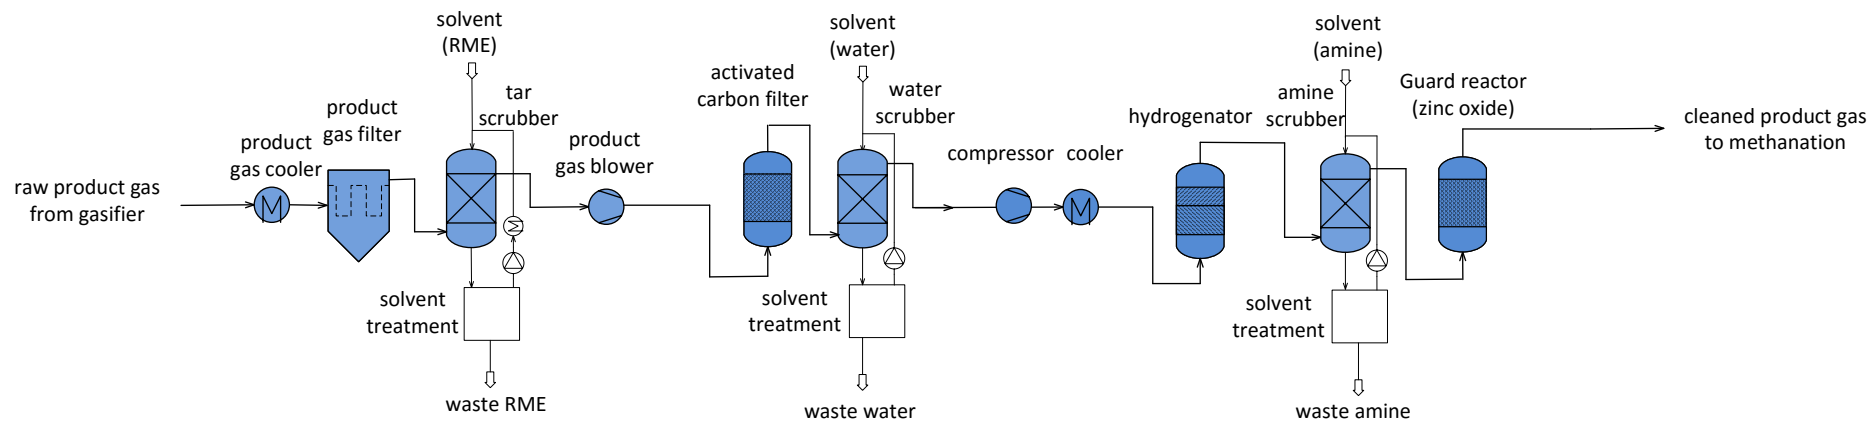 raw product gas
from gasifier
product
gas cooler
product
gas filter
solvent
(RME)
tar
scrubber
solvent
treatment
waste RME
product
gas blower
activated
carbon filter
solvent
(water)
water
scrubber
solvent
treatment
waste water
compressor
cooler
hydrogenator
solvent
(amine)
amine
scrubber
solvent
treatment
waste amine
Guard reactor
(zinc oxide)
cleaned product gas
to methanation